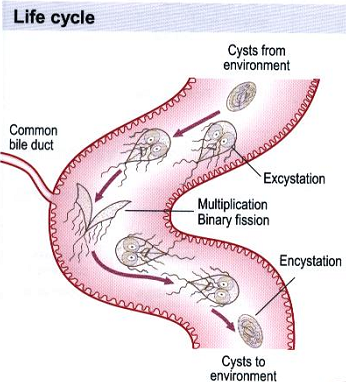 Life cycle
Cysts from
environment
Common
bile duct
Excystation
Multiplication
Binary fission
Encystation
Cysts to
environment